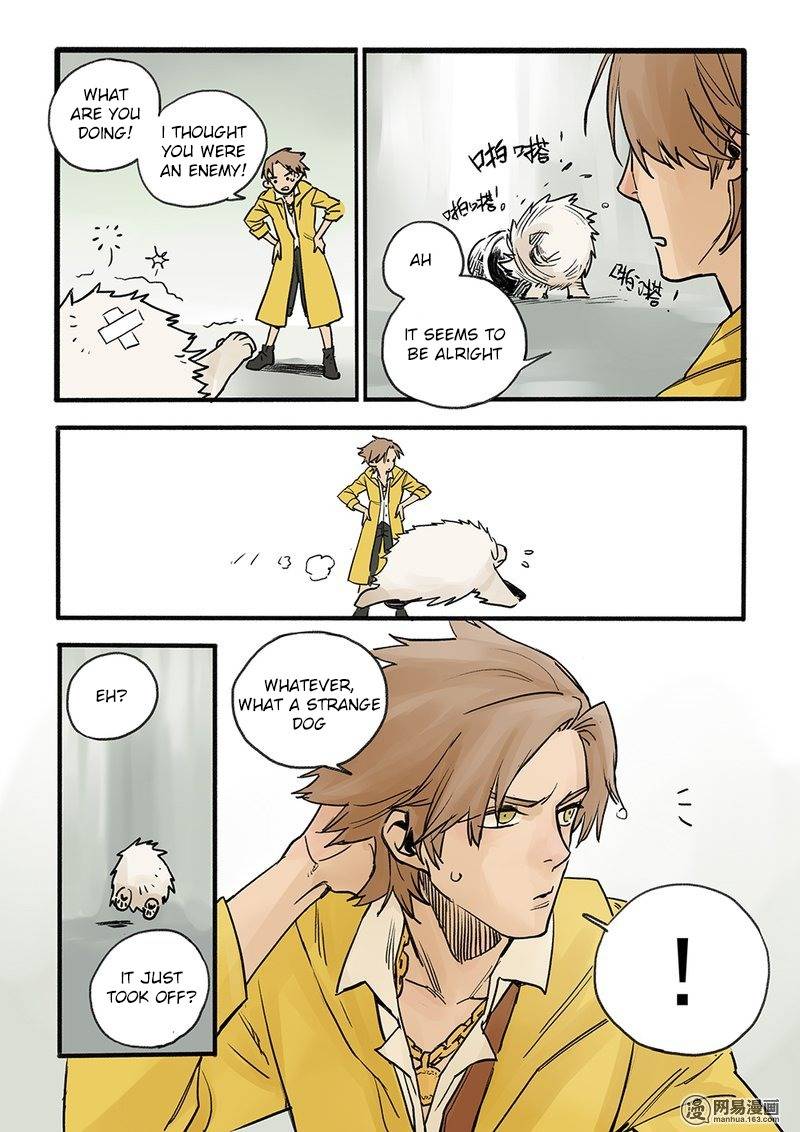 WHAT
ARE YOU
DOING!
I THOUGHT
YOU WERE
AN ENEMY!
啪嗒!
啪嗒!
啪嗒!
AH
IT SEEMS TO
BE ALRIGHT
EH?
IT JUST
TOOK OFF?
WHATEVER,
WHAT A STRANGE
DOG
!
漫 网易漫画
manhua.163.com